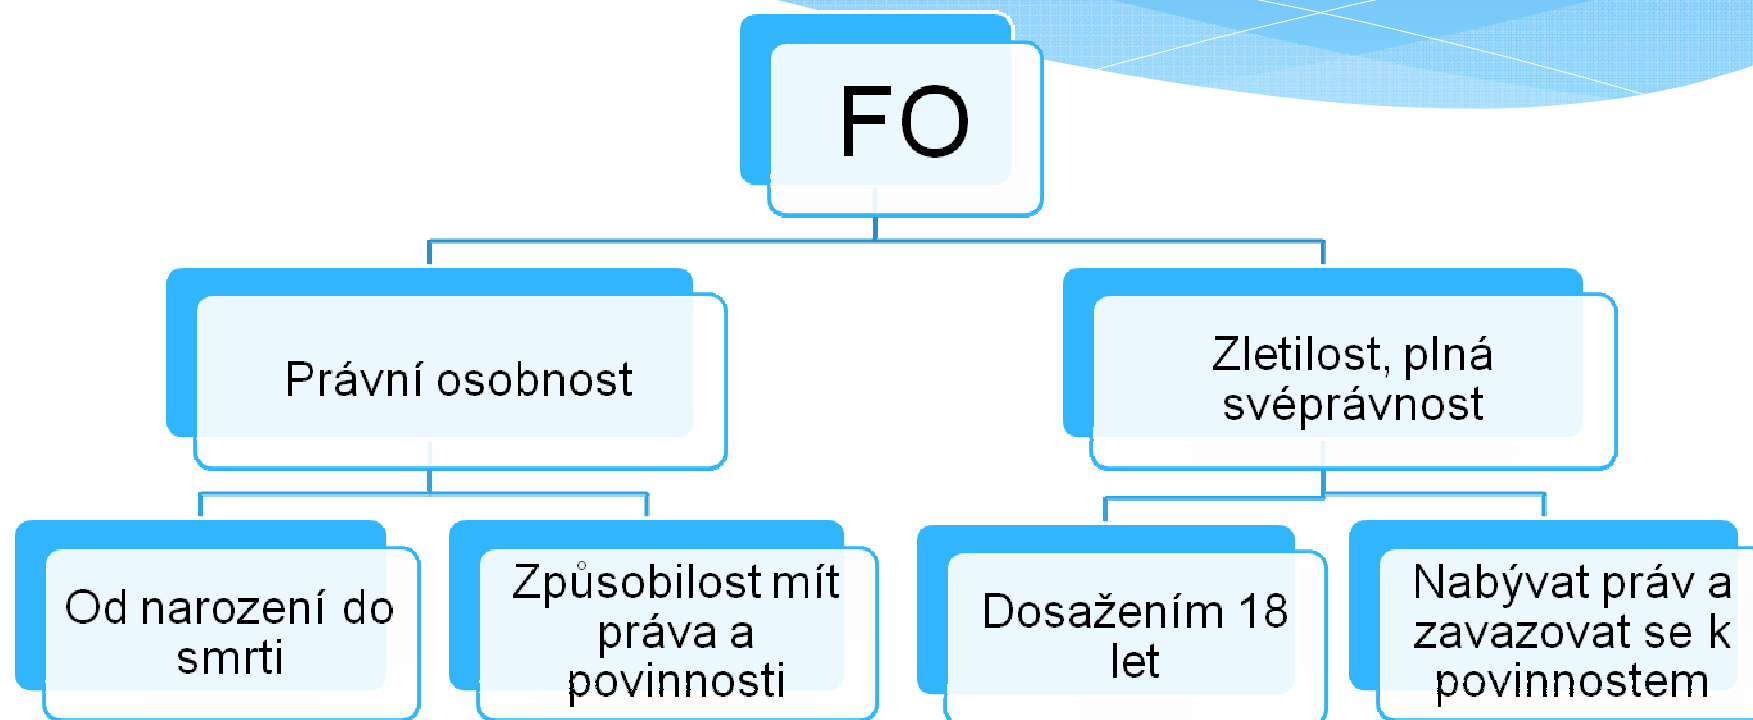 FO
Právní osobnost
Zletilost, plná
svéprávnost
Od narození do
smrti
Způsobilost mít
práva a
povinnosti
Dosažením 18
let
Nabývat práv a
zavazovat se k
povinnostem